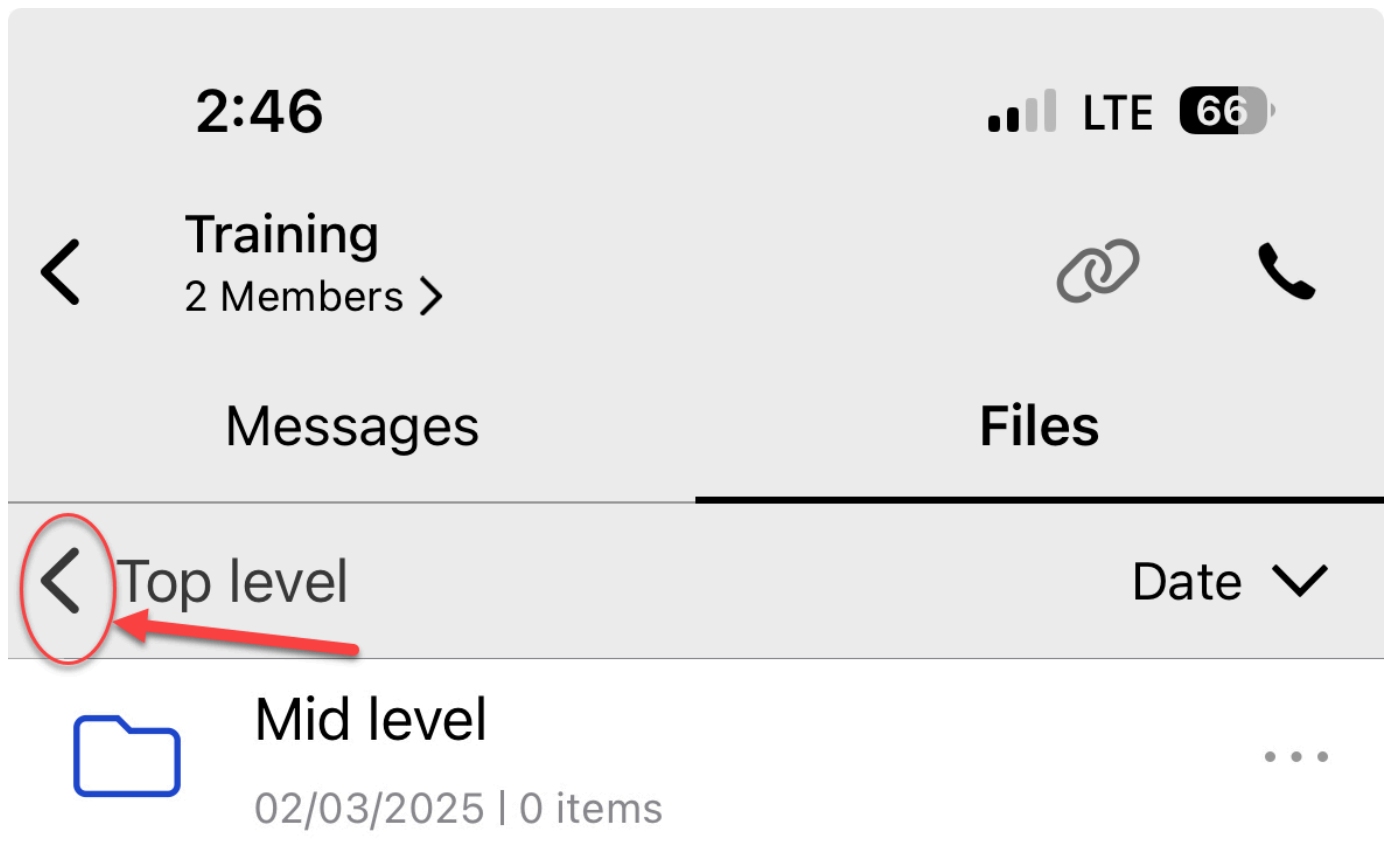 2:46 LTE 66
Training
2 Members
Messages Files
Top level Date
Mid level
02/03/2025 | 0 items